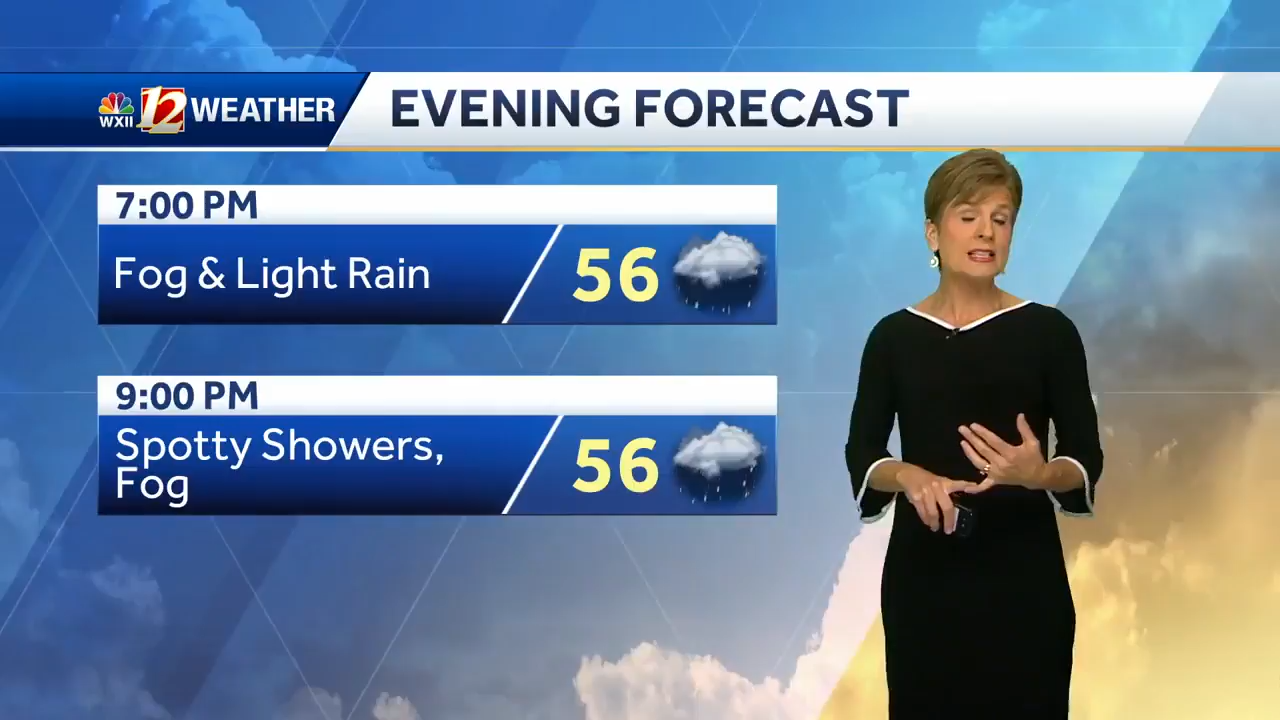 WXII 12 WEATHER
EVENING FORECAST
7:00 PM
Fog & Light Rain
56
9:00 PM
Spotty Showers,
Fog
56